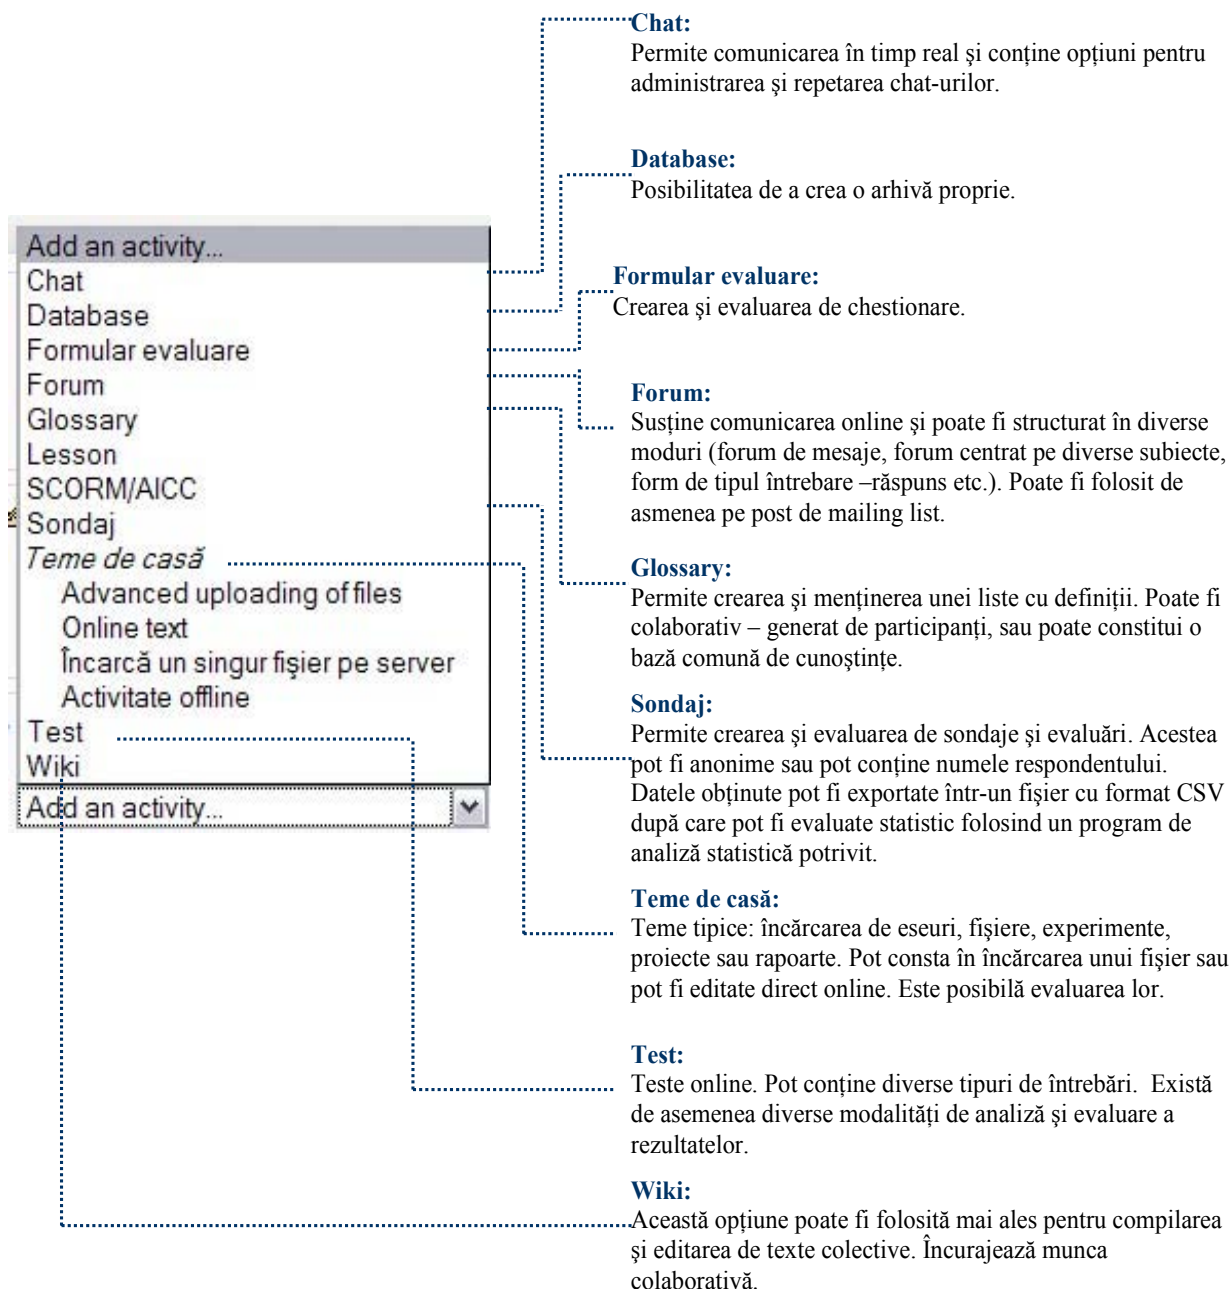 Chat:
Permite comunicarea în timp real şi conţine opţiuni pentru
administrarea şi repetarea chat-urilor.
Database:
Posibilitatea de a crea o arhivă proprie.
Add an activity...
Chat
Database
Formular evaluare
Forum
Glossary
Lesson
SCORM/AICC
Sondaj
Teme de casă
Advanced uploading of files
Online text
Încarcă un singur fişier pe server
Activitate offline
Test
Wiki
Add an activity...
Formular evaluare:
Crearea şi evaluarea de chestionare.
Forum:
Susţine comunicarea online şi poate fi structurat în diverse
moduri (forum de mesaje, forum centrat pe diverse subiecte,
form de tipul întrebare –răspuns etc.). Poate fi folosit de
asmenea pe post de mailing list.
Glossary:
Permite crearea şi menţinerea unei liste cu definiţii. Poate fi
colaborativ – generat de participanţi, sau poate constitui o
bază comună de cunoştinţe.
Sondaj:
Permite crearea şi evaluarea de sondaje şi evaluări. Acestea
pot fi anonime sau pot conţine numele respondentului.
Datele obţinute pot fi exportate într-un fişier cu format CSV
după care pot fi evaluate statistic folosind un program de
analiză statistică potrivit.
Teme de casă:
Teme tipice: încărcarea de eseuri, fişiere, experimente,
proiecte sau rapoarte. Pot consta în încărcarea unui fişier sau
pot fi editate direct online. Este posibilă evaluarea lor.
Test:
Teste online. Pot conţine diverse tipuri de întrebări.  Există
de asemenea diverse modalităţi de analiză şi evaluare a
rezultatelor.
Wiki:
Această opţiune poate fi folosită mai ales pentru compilarea
şi editarea de texte colective. Încurajează munca
colaborativă.